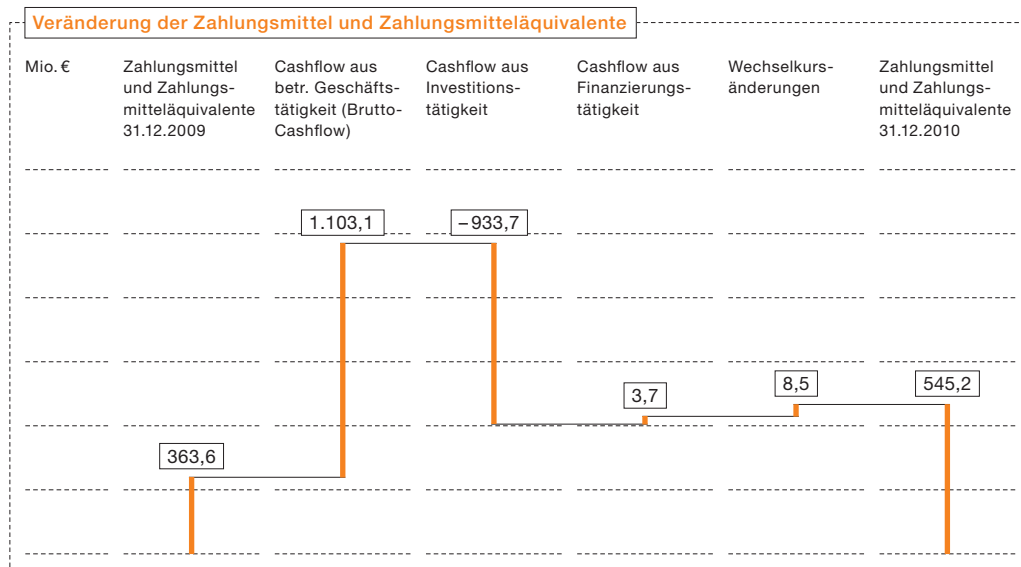 Veränderung der Zahlungsmittel und Zahlungsmitteläquivalente
Mio. €
Zahlungsmittel
und Zahlungs-
mitteläquivalente
31.12.2009
Cashflow aus
betr. Geschäfts-
tätigkeit (Brutto-
Cashflow)
Cashflow aus
Investitions-
tätigkeit
Cashflow aus
Finanzierungs-
tätigkeit
Wechselkurs-
änderungen
Zahlungsmittel
und Zahlungs-
mitteläquivalente
31.12.2010
1.103,1
–933,7
3,7
8,5
545,2
363,6